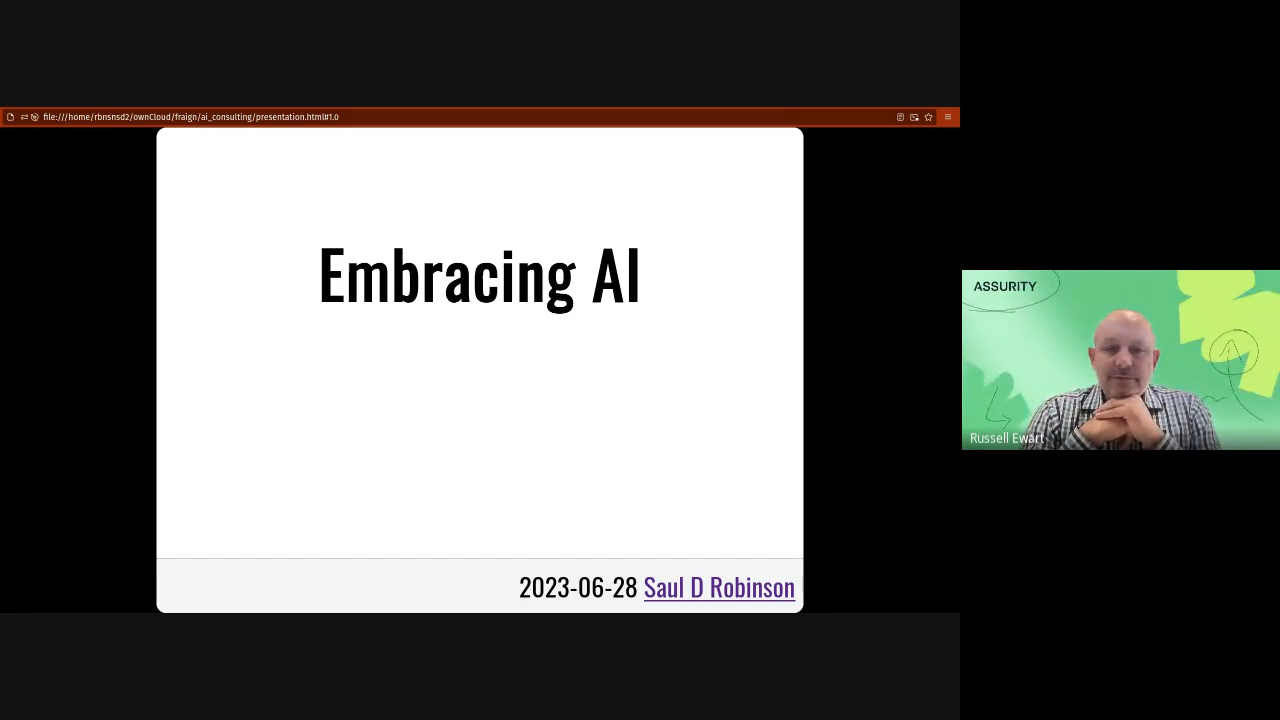 file:///home/rbnsnsd2/ownCloud/fraign/ai_consulting/presentation.html#1.0
Embracing AI
2023-06-28 Saul D Robinson
ASSURITY
Russell Ewart